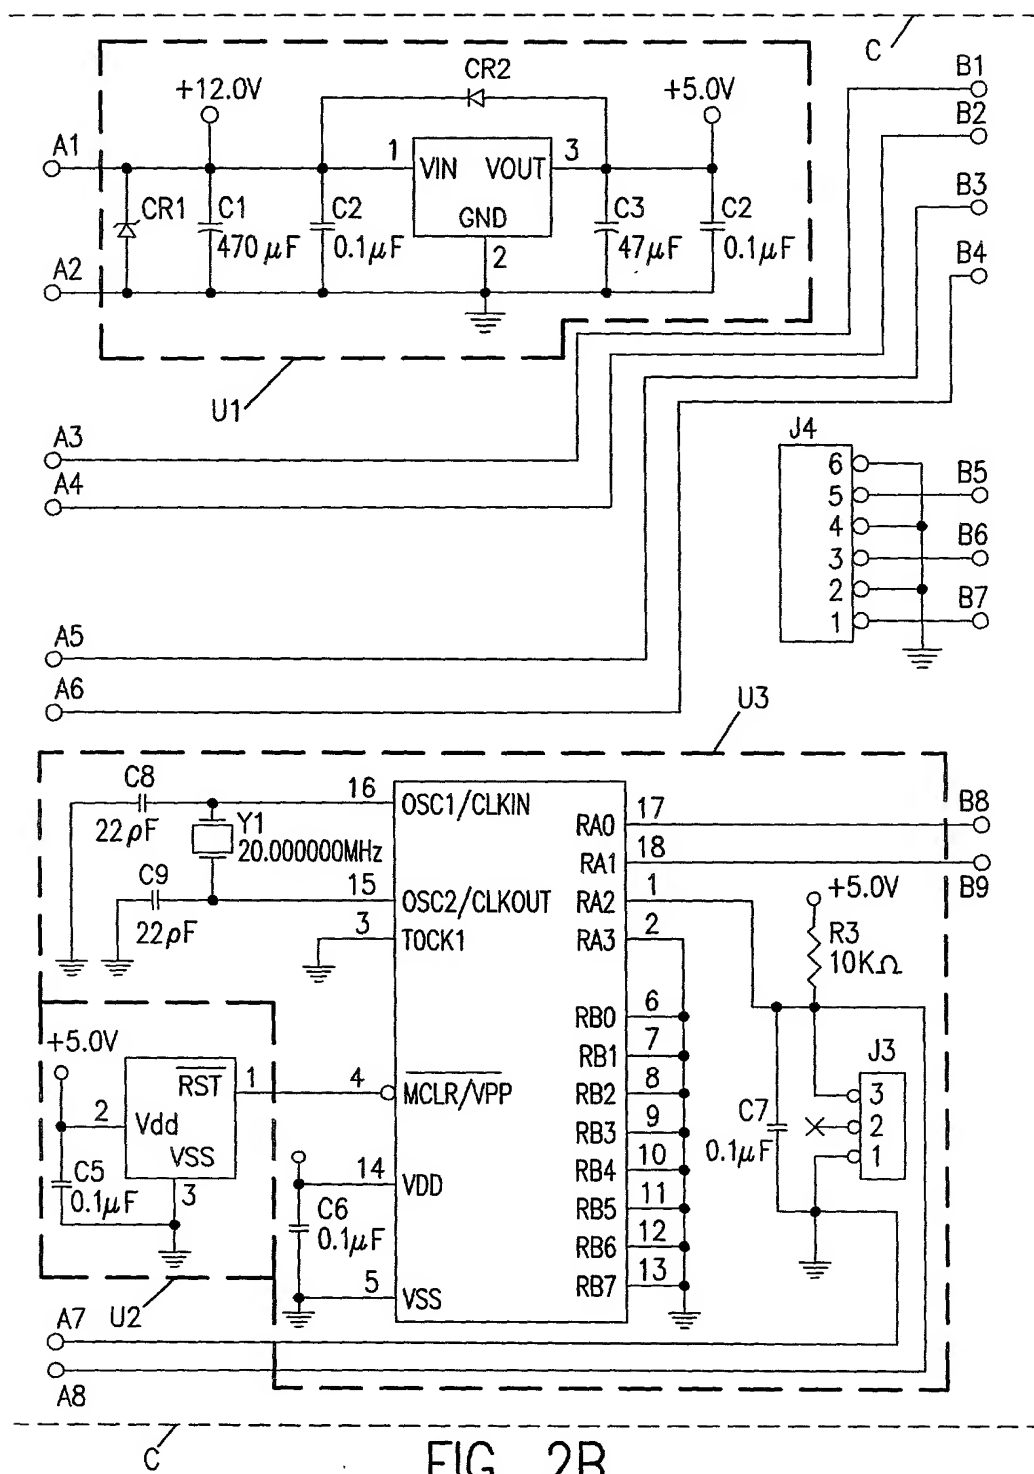 C
CR2
B1
+12.0V
+5.0V
B2
A1
1
VIN
VOUT
3
B3
CR1
C1
470μF
C2
0.1μF
GND
C3
47μF
C2
0.1μF
A2
2
B4
U1
A3
J4
A4
6
5
B5
4
3
B6
2
1
B7
A5
A6
U3
C8
22pF
16
OSC1/CLKIN
Y1
20.000000MHz
RA0
17
B8
C9
22pF
15
OSC2/CLKOUT
RA1
18
B9
RA2
1
+5.0V
3
TOCK1
RA3
2
R3
10KΩ
+5.0V
RB0
6
RB1
7
J3
RST
1
4
MCLR/VPP
RB2
8
3
2
Vdd
RB3
9
C7
0.1μF
2
VSS
RB4
10
1
C5
0.1μF
3
14
VDD
RB5
11
C6
0.1μF
RB6
12
5
VSS
RB7
13
U2
A7
A8
C
FIG. 2B